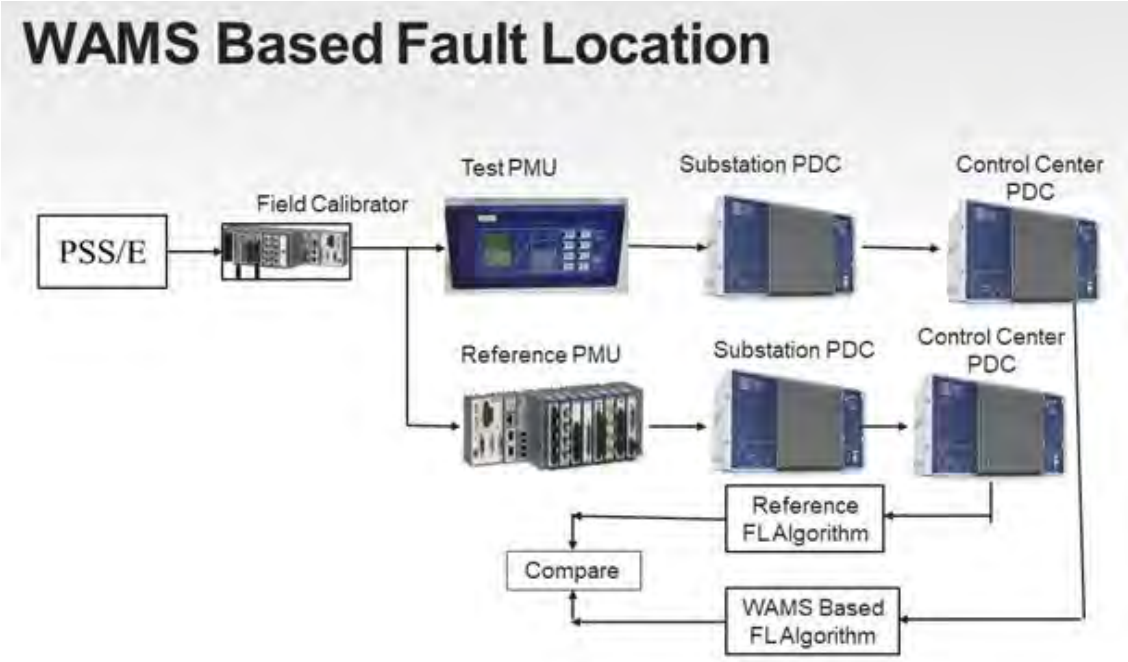 WAMS Based Fault Location
Test PMU
Substation PDC
Control Center
PDC
Field Calibrator
PSS/E
Reference PMU
Substation PDC
Control Center
PDC
Reference
FL Algorithm
Compare
WAMS Based
FL Algorithm